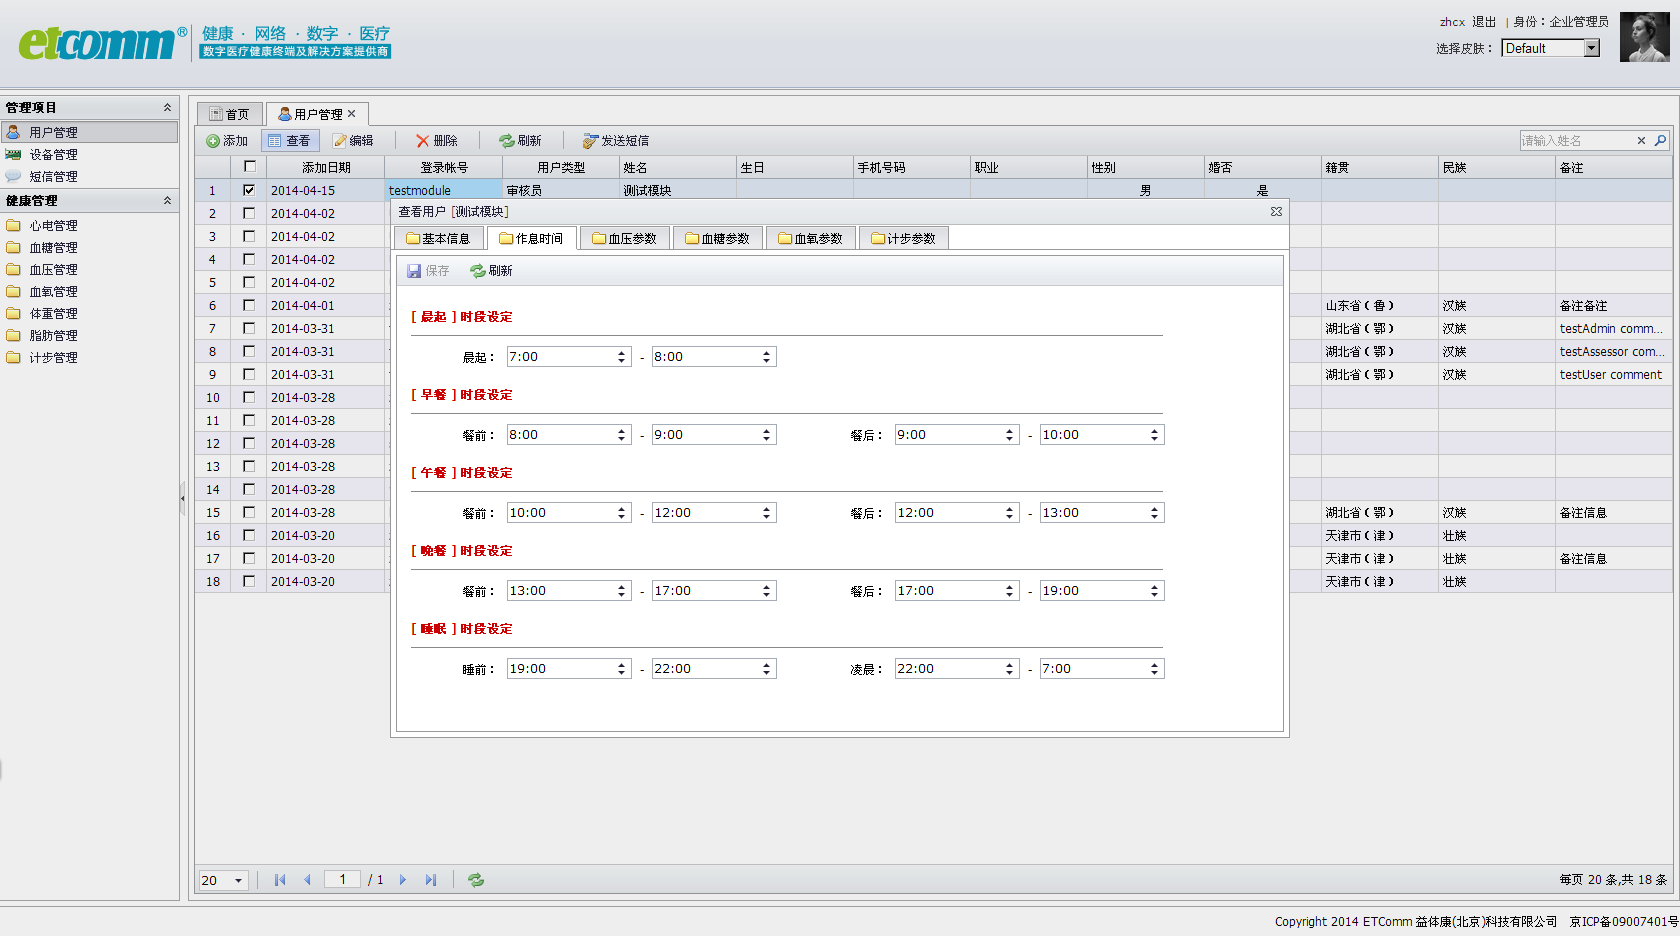 etcomm®
健康 · 网络 · 数字 · 医疗
数字医疗健康终端及解决方案提供商
zhcx 退出 | 身份：企业管理员
选择皮肤： Default
管理项目
用户管理
设备管理
短信管理
健康管理
心电管理
血糖管理
血压管理
血氧管理
体重管理
脂肪管理
计步管理
首页 用户管理
添加 查看 编辑 删除 刷新 发送短信 请输入姓名
添加日期 登录帐号 用户类型 姓名 生日 手机号码 职业 性别 婚否 籍贯 民族 备注
1 2014-04-15 testmodule 审核员 测试模块 男 是
2 2014-04-02
3 2014-04-02
4 2014-04-02
5 2014-04-02
6 2014-04-01 山东省（鲁） 汉族 备注备注
7 2014-03-31 湖北省（鄂） 汉族 testAdmin comm...
8 2014-03-31 湖北省（鄂） 汉族 testAssessor com...
9 2014-03-31 湖北省（鄂） 汉族 testUser comment
10 2014-03-28
11 2014-03-28
12 2014-03-28
13 2014-03-28
14 2014-03-28
15 2014-03-28 湖北省（鄂） 汉族 备注信息
16 2014-03-20 天津市（津） 壮族
17 2014-03-20 天津市（津） 壮族 备注信息
18 2014-03-20 天津市（津） 壮族
查看用户 [测试模块]
基本信息 作息时间 血压参数 血糖参数 血氧参数 计步参数
保存 刷新
[ 晨起 ] 时段设定
晨起： 7:00 - 8:00
[ 早餐 ] 时段设定
餐前： 8:00 - 9:00 餐后： 9:00 - 10:00
[ 午餐 ] 时段设定
餐前： 10:00 - 12:00 餐后： 12:00 - 13:00
[ 晚餐 ] 时段设定
餐前： 13:00 - 17:00 餐后： 17:00 - 19:00
[ 睡眠 ] 时段设定
睡前： 19:00 - 22:00 凌晨： 22:00 - 7:00
20 1 / 1 每页 20 条,共 18 条
Copyright 2014 ETComm 益体康(北京)科技有限公司 京ICP备09007401号